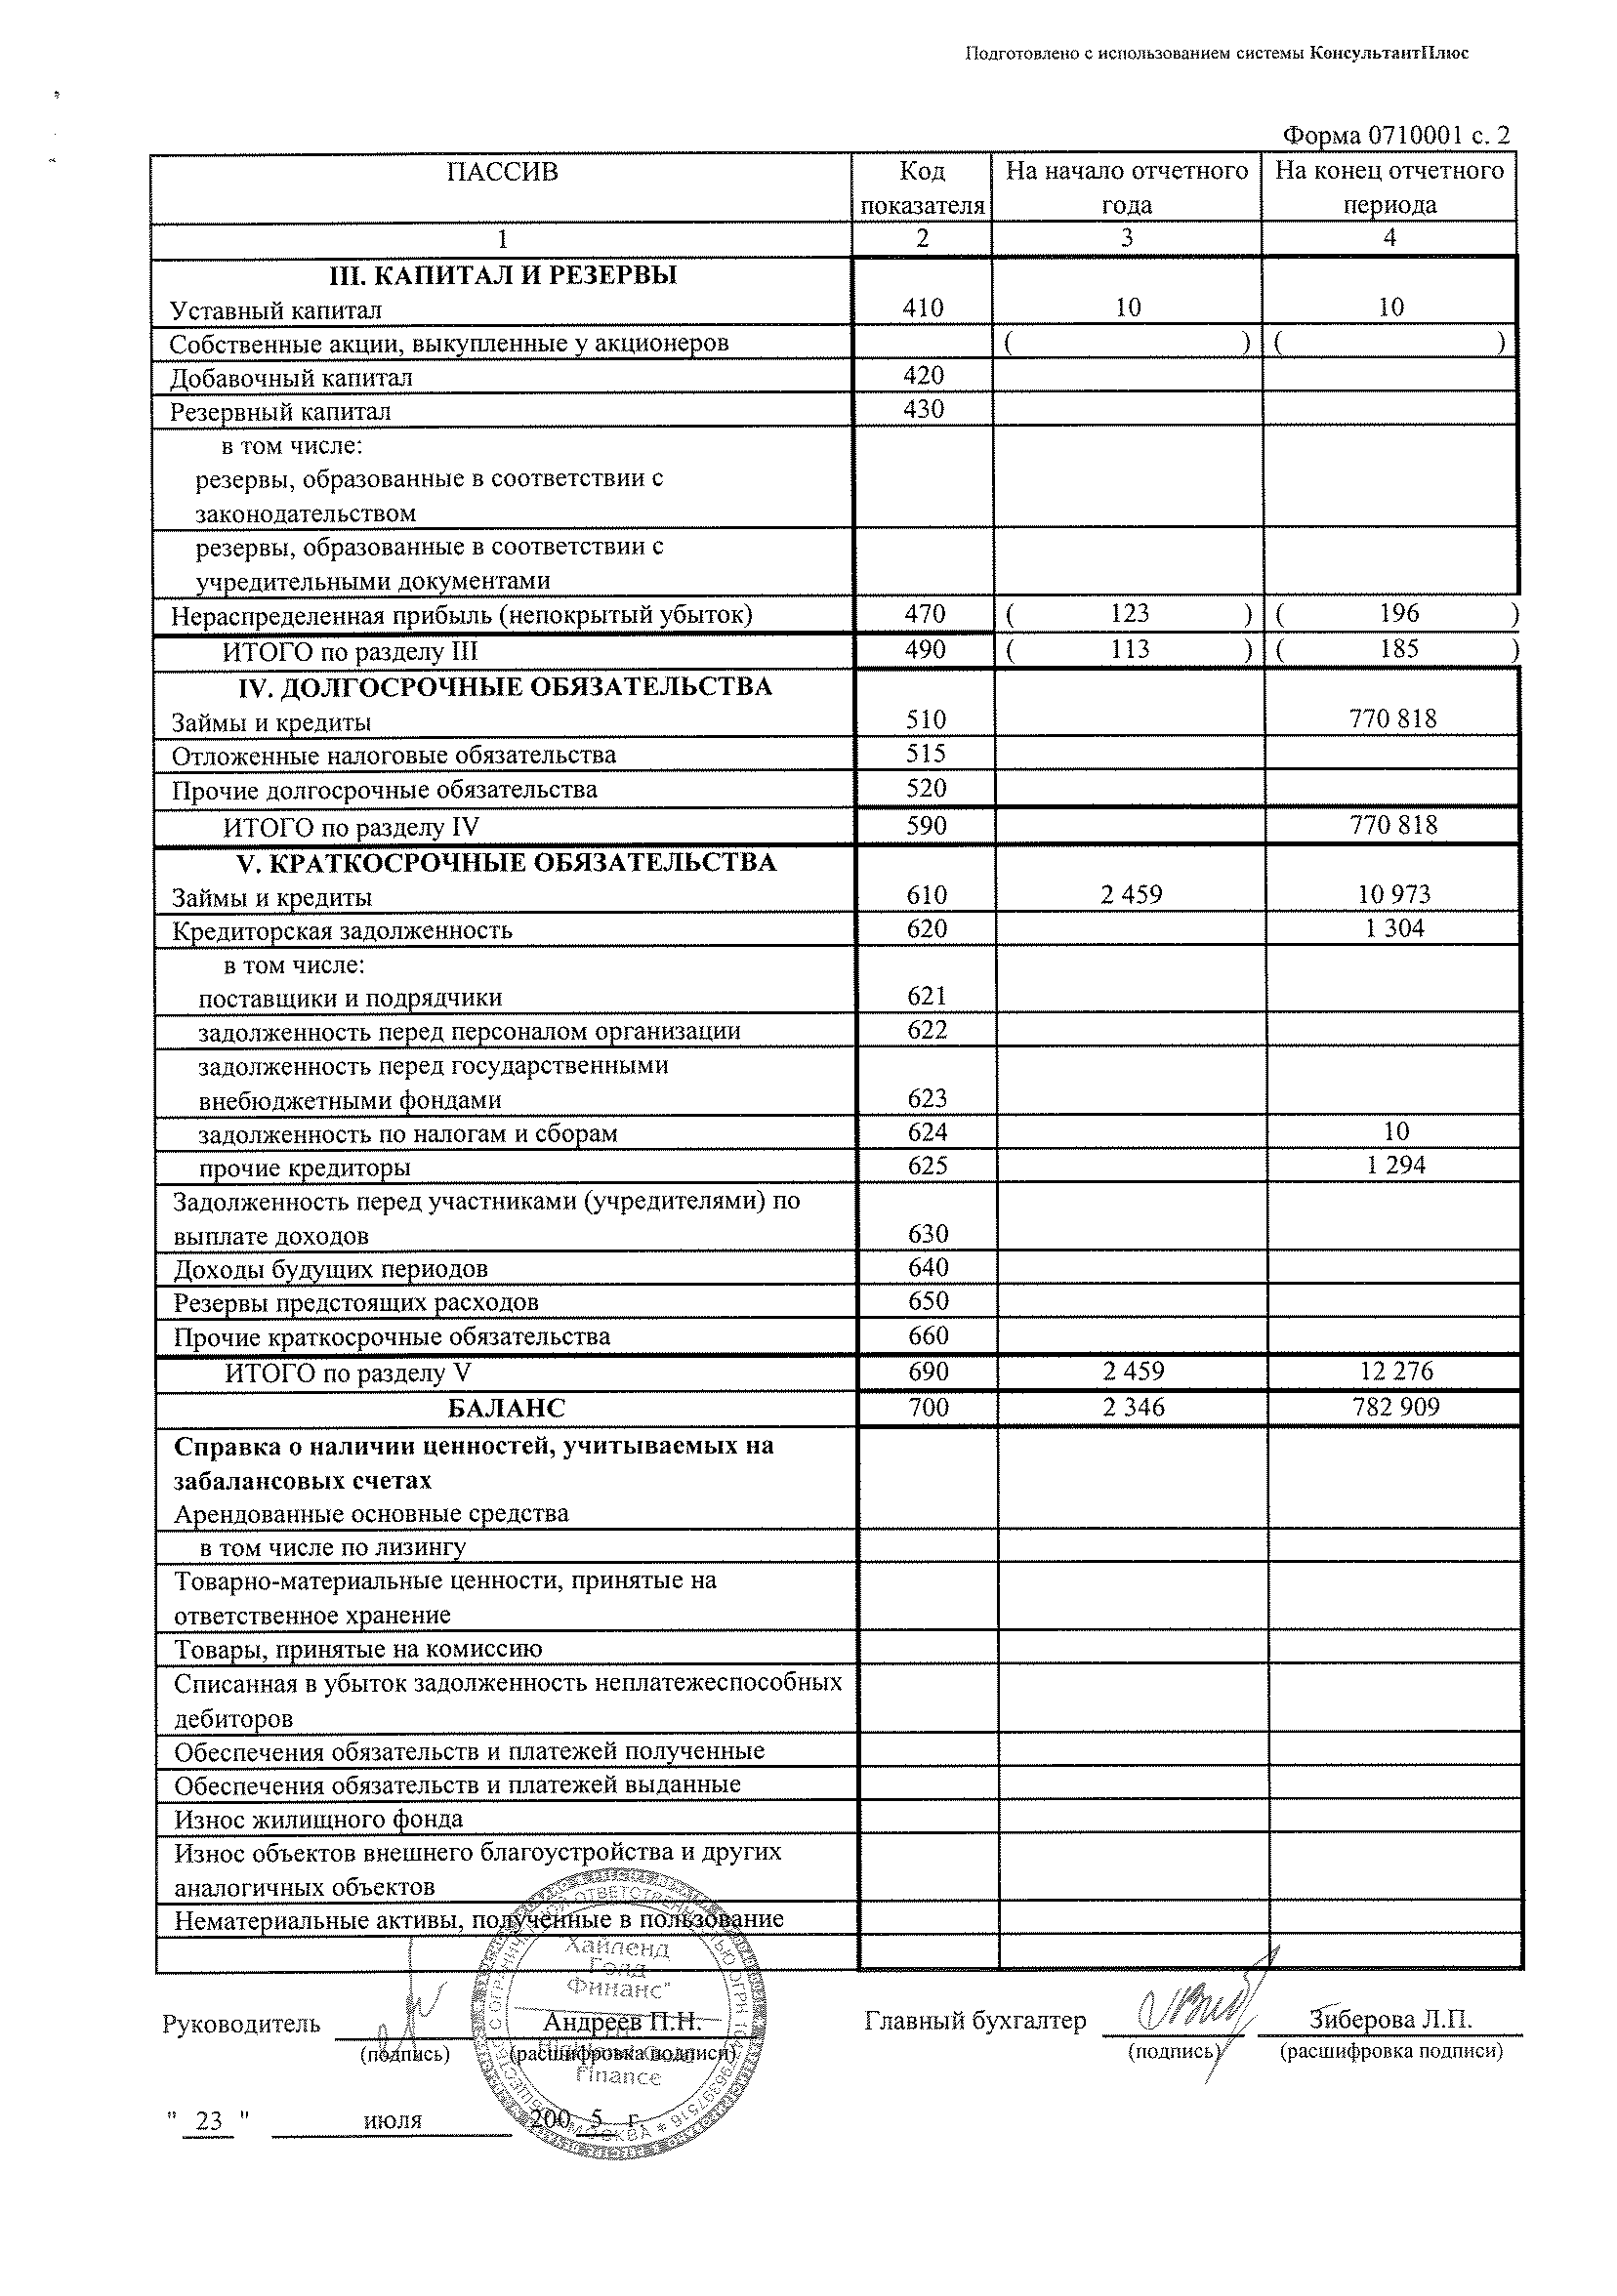 Подготовлено с использованием системы КонсультантПлюс
Форма 0710001 с. 2
ПАССИВ Код На начало отчетного На конец отчетного
показателя года периода
1 2 3 4
III. КАПИТАЛ И РЕЗЕРВЫ
Уставный капитал 410 10 10
Собственные акции, выкупленные у акционеров ( ) ( )
Добавочный капитал 420
Резервный капитал 430
в том числе:
резервы, образованные в соответствии с
законодательством
резервы, образованные в соответствии с
учредительными документами
Нераспределенная прибыль (непокрытый убыток) 470 ( 123 ) ( 196 )
ИТОГО по разделу III 490 ( 113 ) ( 185 )
IV. ДОЛГОСРОЧНЫЕ ОБЯЗАТЕЛЬСТВА
Займы и кредиты 510 770 818
Отложенные налоговые обязательства 515
Прочие долгосрочные обязательства 520
ИТОГО по разделу IV 590 770 818
V. КРАТКОСРОЧНЫЕ ОБЯЗАТЕЛЬСТВА
Займы и кредиты 610 2 459 10 973
Кредиторская задолженность 620 1 304
в том числе:
поставщики и подрядчики 621
задолженность перед персоналом организации 622
задолженность перед государственными
внебюджетными фондами 623
задолженность по налогам и сборам 624 10
прочие кредиторы 625 1 294
Задолженность перед участниками (учредителями) по
выплате доходов 630
Доходы будущих периодов 640
Резервы предстоящих расходов 650
Прочие краткосрочные обязательства 660
ИТОГО по разделу V 690 2 459 12 276
БАЛАНС 700 2 346 782 909
Справка о наличии ценностей, учитываемых на
забалансовых счетах
Арендованные основные средства
в том числе по лизингу
Товарно-материальные ценности, принятые на
ответственное хранение
Товары, принятые на комиссию
Списанная в убыток задолженность неплатежеспособных
дебиторов
Обеспечения обязательств и платежей полученные
Обеспечения обязательств и платежей выданные
Износ жилищного фонда
Износ объектов внешнего благоустройства и других
аналогичных объектов
Нематериальные активы, полученные в пользование
Хайленд
Голд
Финанс"
Руководитель Андреев П.Н. Главный бухгалтер Зиберова Л.П.
(подпись) (расшифровка подписи) (подпись) (расшифровка подписи)
Finance
" 23 " июля 200 5 г.
МОСКВА